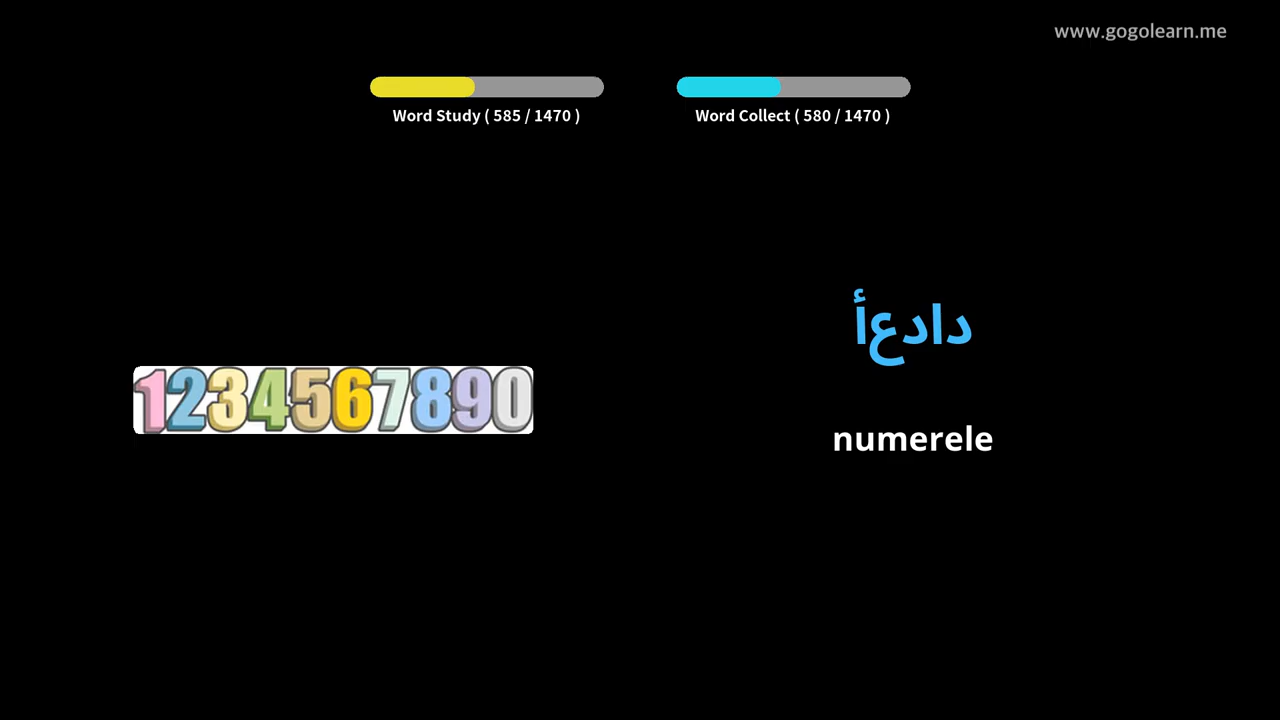 www.gogolearn.me
Word Study ( 585 / 1470 )
Word Collect ( 580 / 1470 )
دادعأ
1234567890
numerele